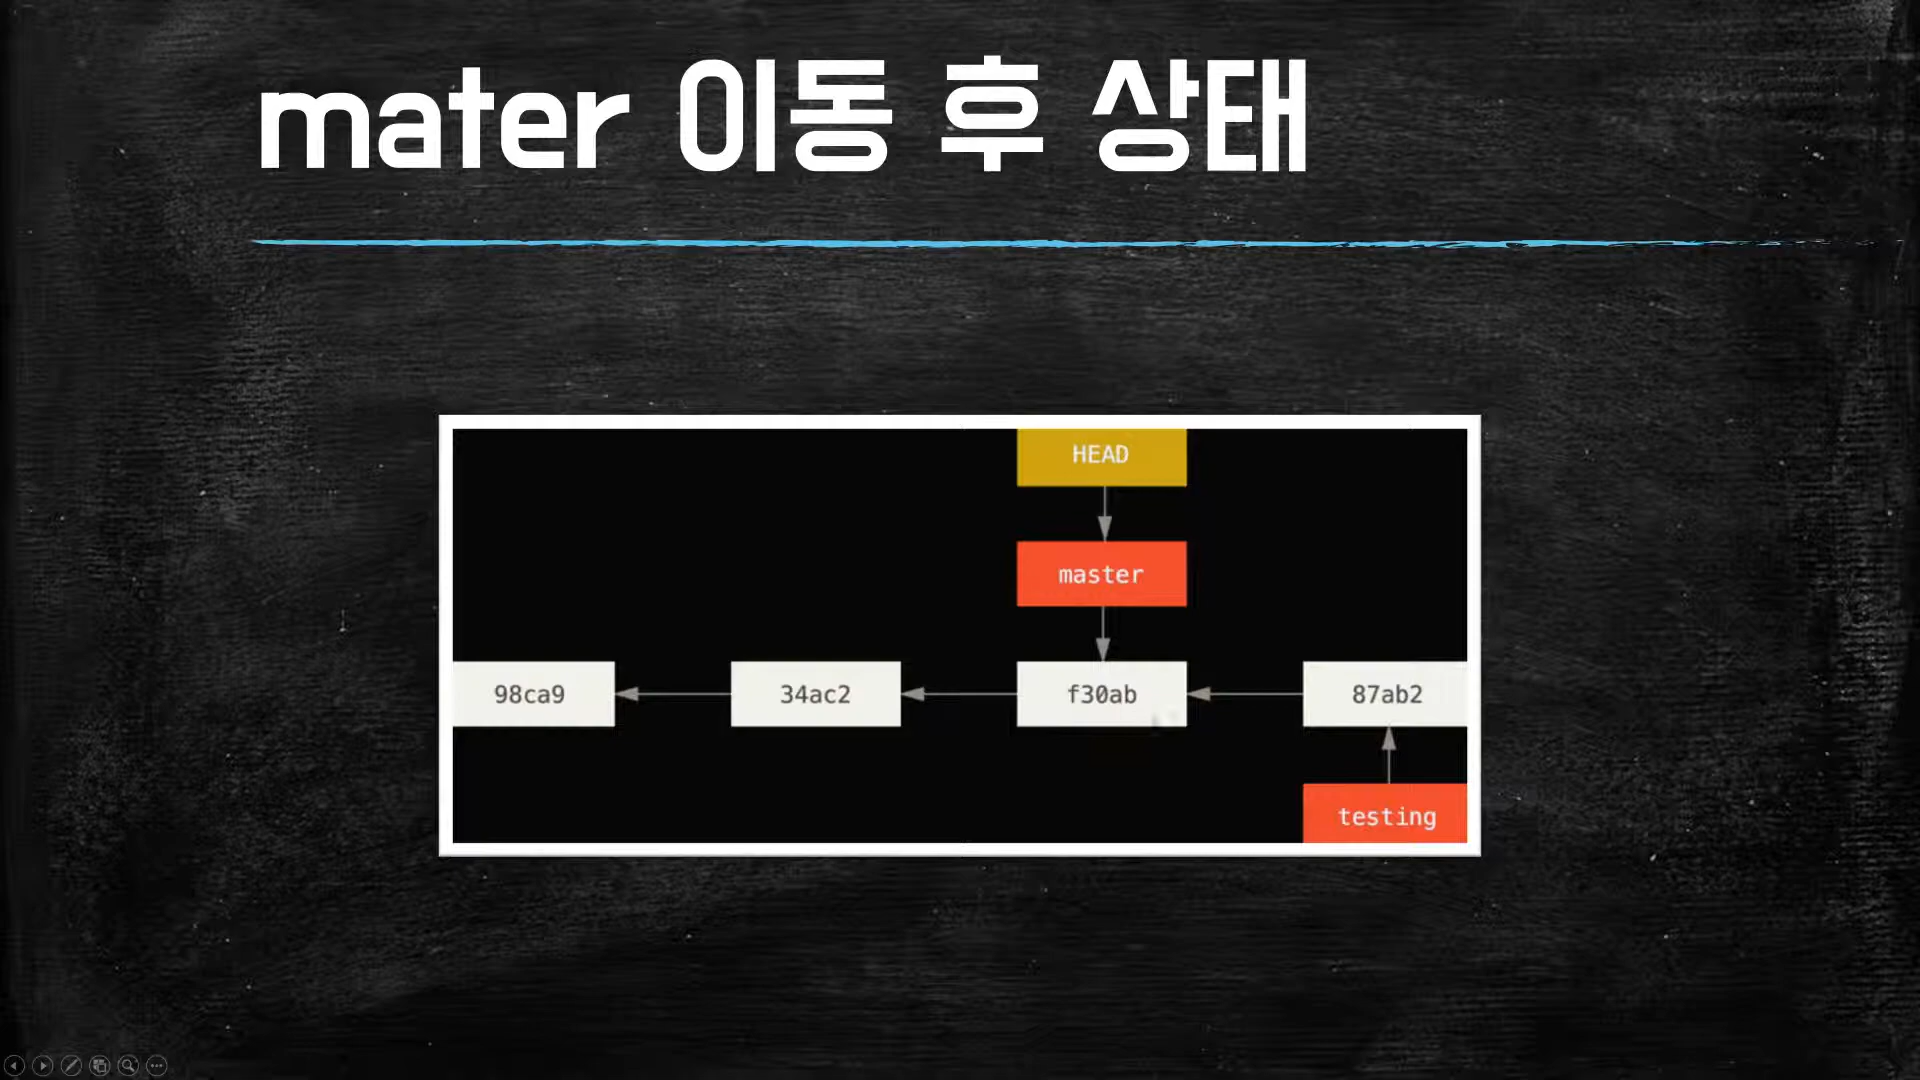 mater 이동 후 상태
HEAD
master
98ca9 34ac2 f30ab 87ab2
testing